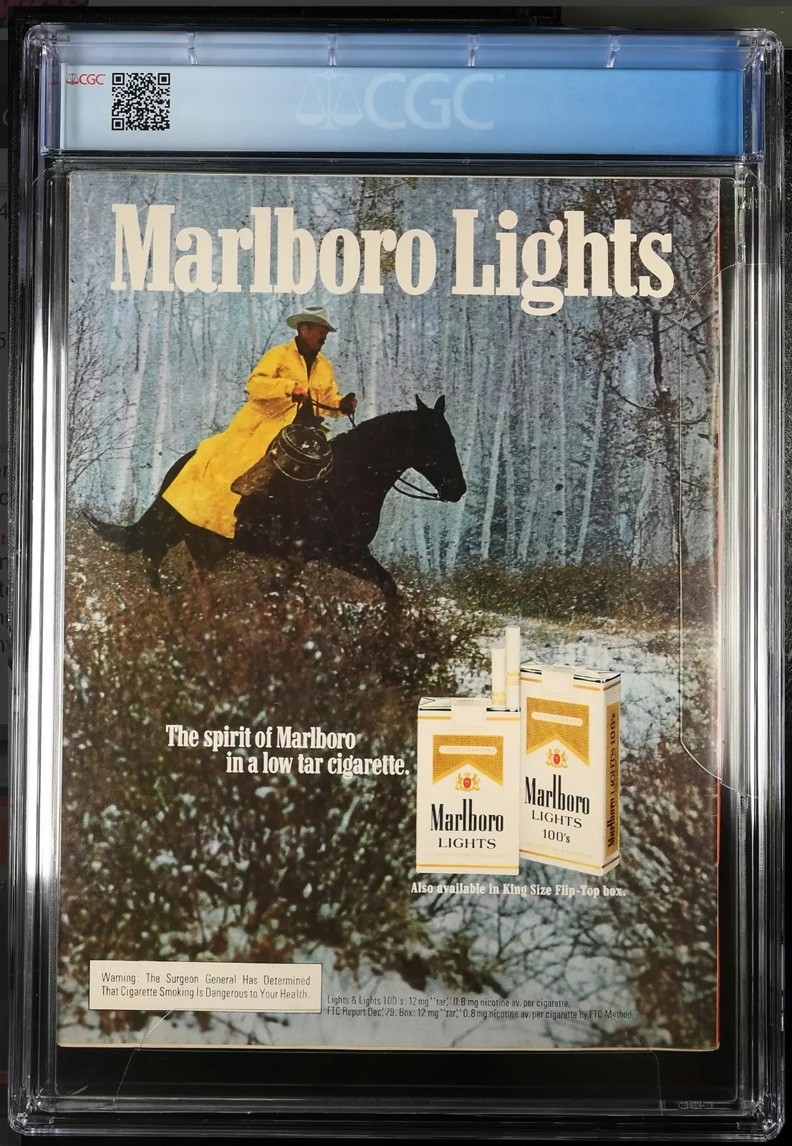 CGC
CGC
Marlboro Lights
The spirit of Marlboro
in a low tar cigarette.
Marlboro
LIGHTS
Marlboro
LIGHTS
100's
Marlboro LIGHTS 100's
Also available in King Size Flip-Top box.
Warning: The Surgeon General Has Determined
That Cigarette Smoking Is Dangerous to Your Health.
Lights & Lights 100's: 12 mg "tar," 0.8 mg nicotine av. per cigarette,
FTC Report Dec.'79. Box: 12 mg "tar," 0.8 mg nicotine av. per cigarette by FTC Method.